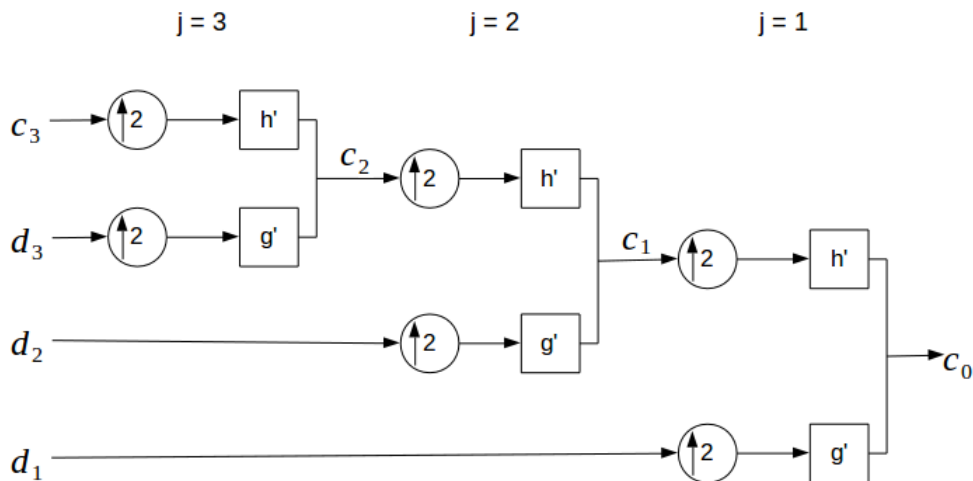 j = 3 j = 2 j = 1
c₃ ↑2 h'
c₂ ↑2 h'
d₃ ↑2 g'
c₁ ↑2 h'
d₂ ↑2 g'
c₀
d₁ ↑2 g'